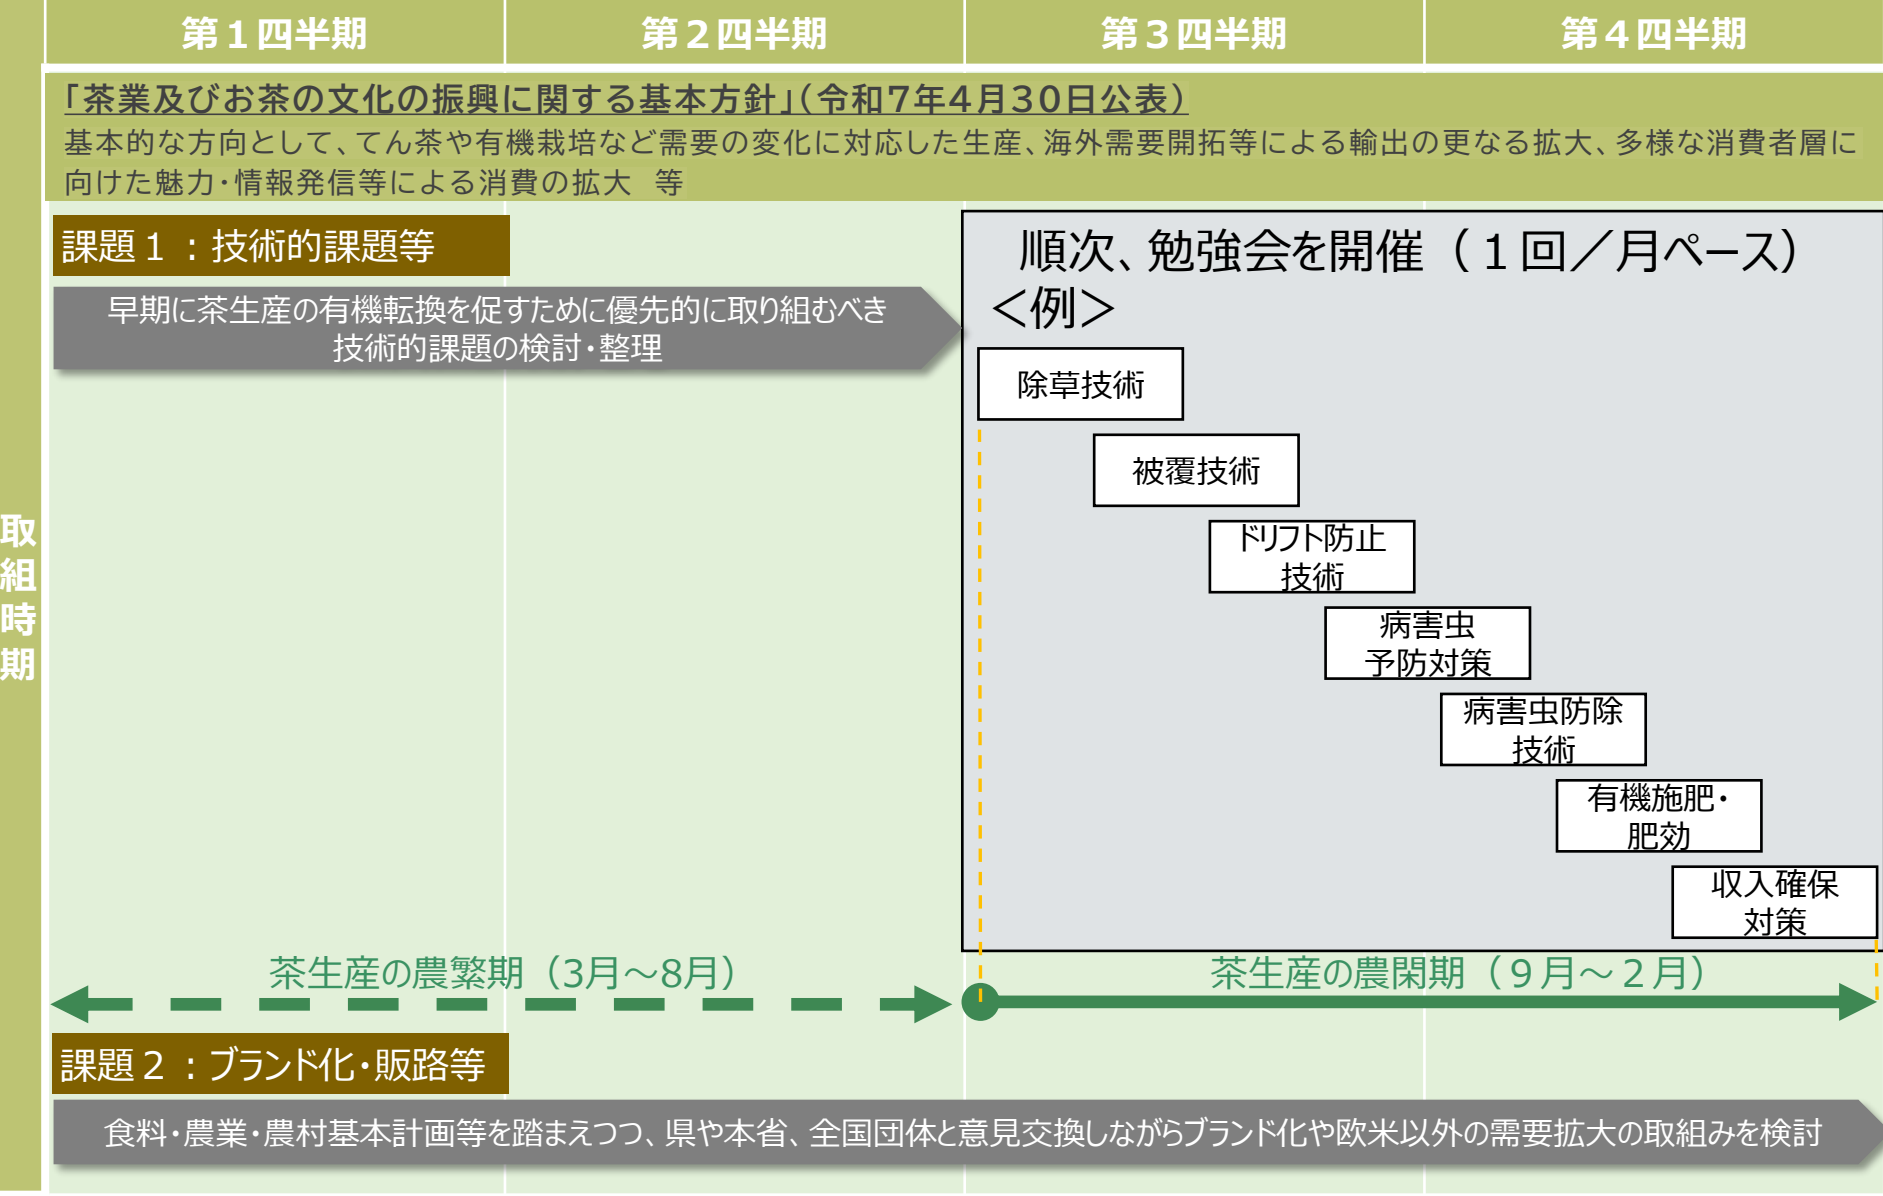 第１四半期
第２四半期
第３四半期
第４四半期
「茶業及びお茶の文化の振興に関する基本方針」（令和７年４月３０日公表）
基本的な方向として、てん茶や有機栽培など需要の変化に対応した生産、海外需要開拓等による輸出の更なる拡大、多様な消費者層に
向けた魅力・情報発信等による消費の拡大　等
取組時期
課題１：技術的課題等
早期に茶生産の有機転換を促すために優先的に取り組むべき
技術的課題の検討・整理
順次、勉強会を開催（１回／月ペース）
＜例＞
除草技術
被覆技術
ドリフト防止
技術
病害虫
予防対策
病害虫防除
技術
有機施肥・
肥効
収入確保
対策
茶生産の農繁期（3月～8月）
茶生産の農閑期（９月～２月）
課題２：ブランド化・販路等
食料・農業・農村基本計画等を踏まえつつ、県や本省、全国団体と意見交換しながらブランド化や欧米以外の需要拡大の取組みを検討